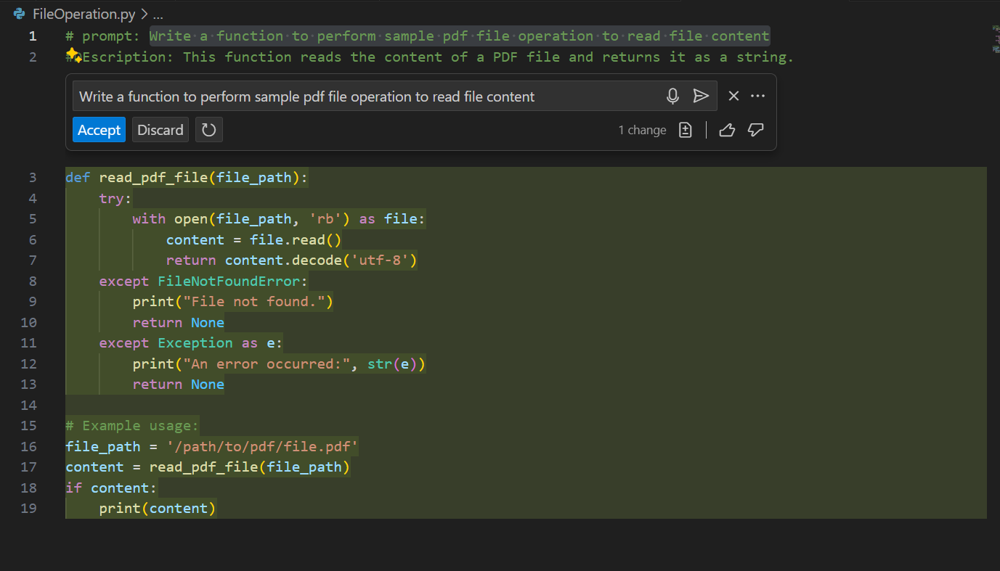 FileOperation.py > ...
1 # prompt: Write a function to perform sample pdf file operation to read file content
2 #Escription: This function reads the content of a PDF file and returns it as a string.
Write a function to perform sample pdf file operation to read file content
Accept Discard 1 change
3 def read_pdf_file(file_path):
4     try:
5         with open(file_path, 'rb') as file:
6             content = file.read()
7             return content.decode('utf-8')
8     except FileNotFoundError:
9         print("File not found.")
10         return None
11     except Exception as e:
12         print("An error occurred:", str(e))
13         return None
14
15 # Example usage:
16 file_path = '/path/to/pdf/file.pdf'
17 content = read_pdf_file(file_path)
18 if content:
19     print(content)